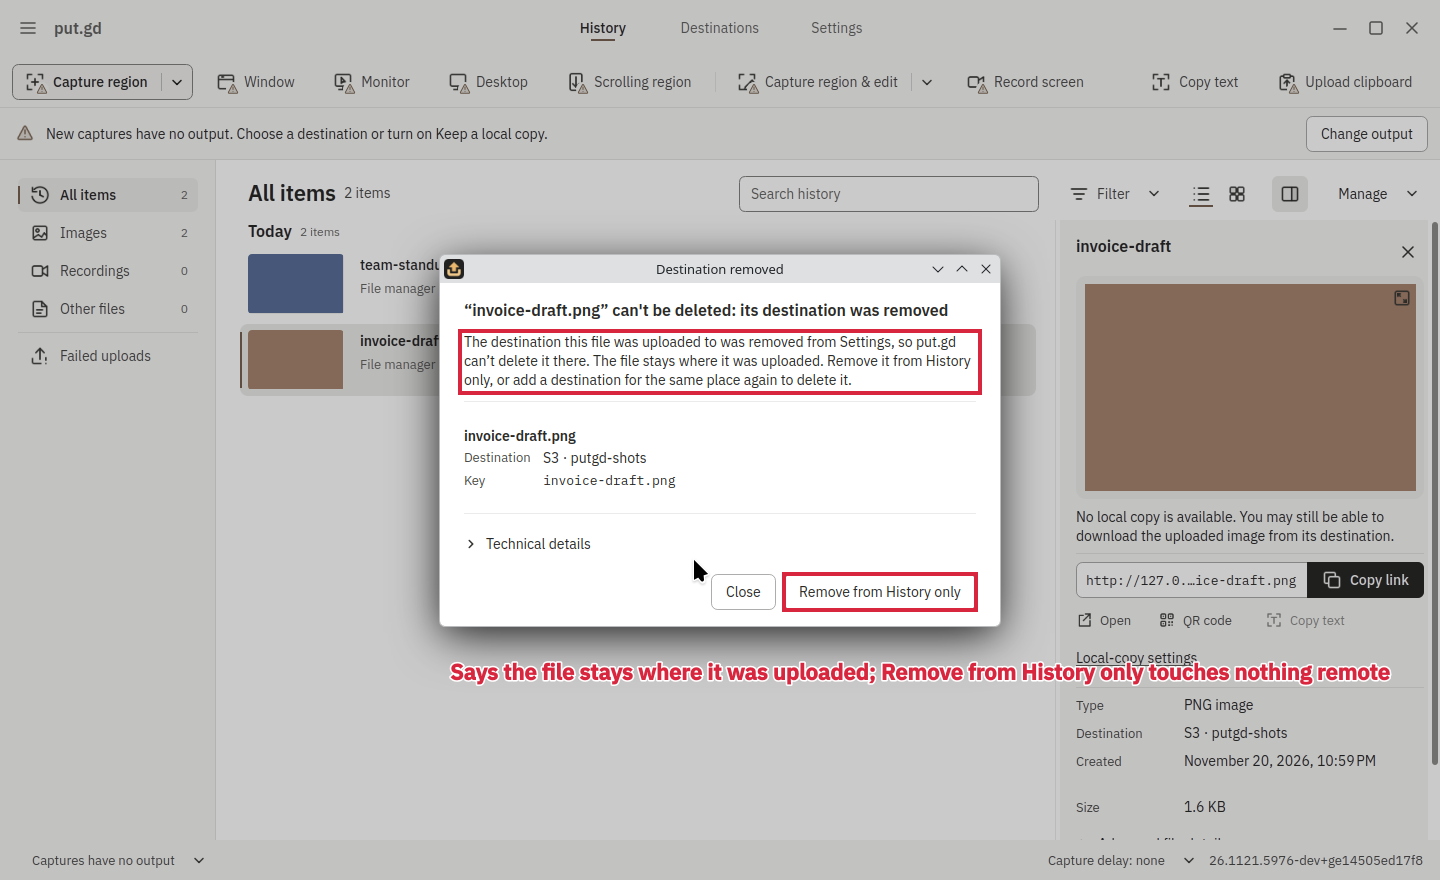 put.gd
History
Destinations
Settings
Capture region
Window
Monitor
Desktop
Scrolling region
Capture region & edit
Record screen
Copy text
Upload clipboard
New captures have no output. Choose a destination or turn on Keep a local copy.
Change output
All items 2
Images 2
Recordings 0
Other files 0
Failed uploads
All items 2 items
Search history
Filter
Manage
Today 2 items
team-standu
File manager
invoice-draf
File manager
Destination removed
“invoice-draft.png” can't be deleted: its destination was removed
The destination this file was uploaded to was removed from Settings, so put.gd
can’t delete it there. The file stays where it was uploaded. Remove it from History
only, or add a destination for the same place again to delete it.
invoice-draft.png
Destination S3 · putgd-shots
Key invoice-draft.png
Technical details
Close
Remove from History only
Says the file stays where it was uploaded; Remove from History only touches nothing remote
invoice-draft
No local copy is available. You may still be able to
download the uploaded image from its destination.
http://127.0.…ice-draft.png
Copy link
Open
QR code
Copy text
Local-copy settings
Type PNG image
Destination S3 · putgd-shots
Created November 20, 2026, 10:59 PM
Size 1.6 KB
Captures have no output
Capture delay: none
26.1121.5976-dev+ge14505ed17f8